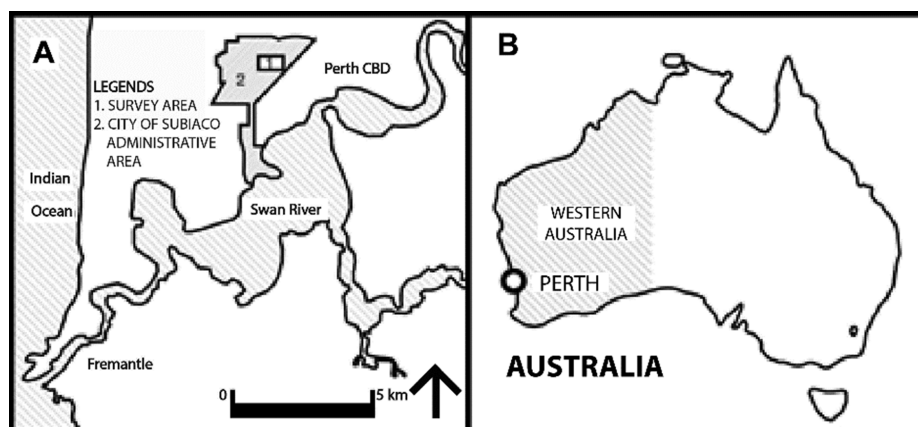 A
LEGENDS
1. SURVEY AREA
2. CITY OF SUBIACO
ADMINISTRATIVE
AREA
1
2
Perth CBD
Indian
Ocean
Swan River
Fremantle
0
5 km
B
WESTERN
AUSTRALIA
PERTH
AUSTRALIA